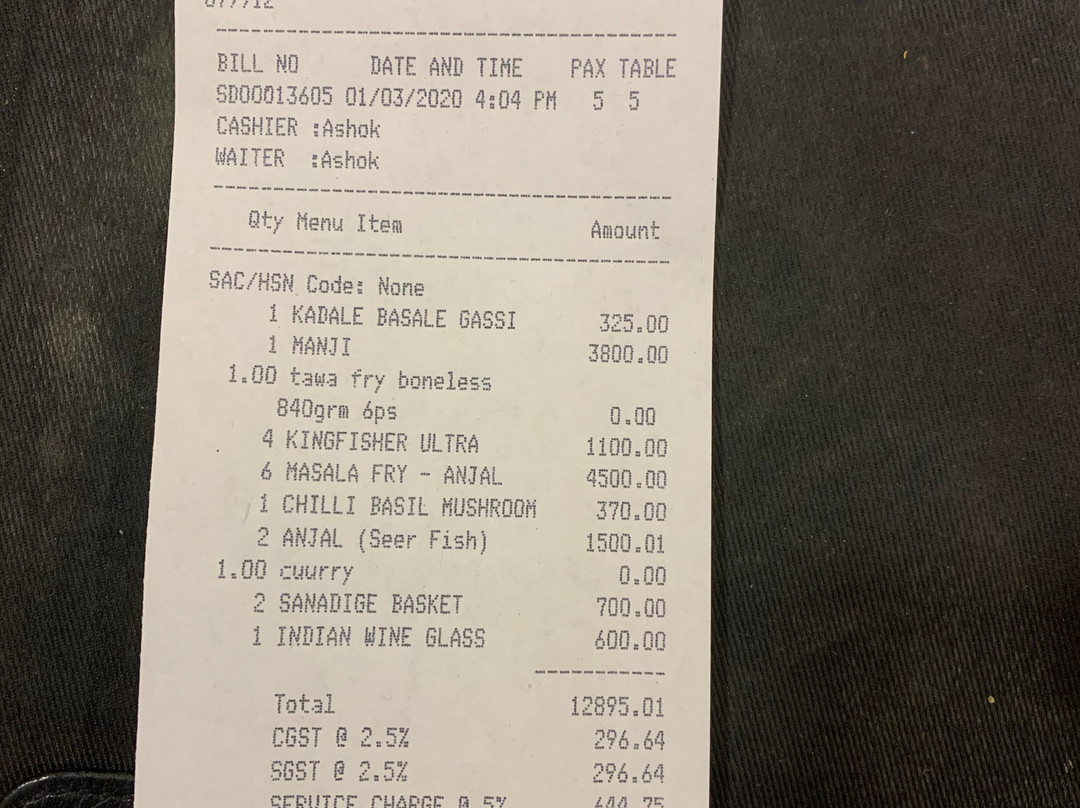 BILL NO DATE AND TIME PAX TABLE
SD00013605 01/03/2020 4:04 PM 5 5
CASHIER :Ashok
WAITER :Ashok
Qty Menu Item Amount
SAC/HSN Code: None
1 KADALE BASALE GASSI 325.00
1 MANJI 3800.00
1.00 tawa fry boneless
840grm 6ps 0.00
4 KINGFISHER ULTRA 1100.00
6 MASALA FRY - ANJAL 4500.00
1 CHILLI BASIL MUSHROOM 370.00
2 ANJAL (Seer Fish) 1500.01
1.00 cuurry 0.00
2 SANADIGE BASKET 700.00
1 INDIAN WINE GLASS 600.00
Total 12895.01
CGST @ 2.5% 296.64
SGST @ 2.5% 296.64
SERVICE CHARGE @ 5% 644.75